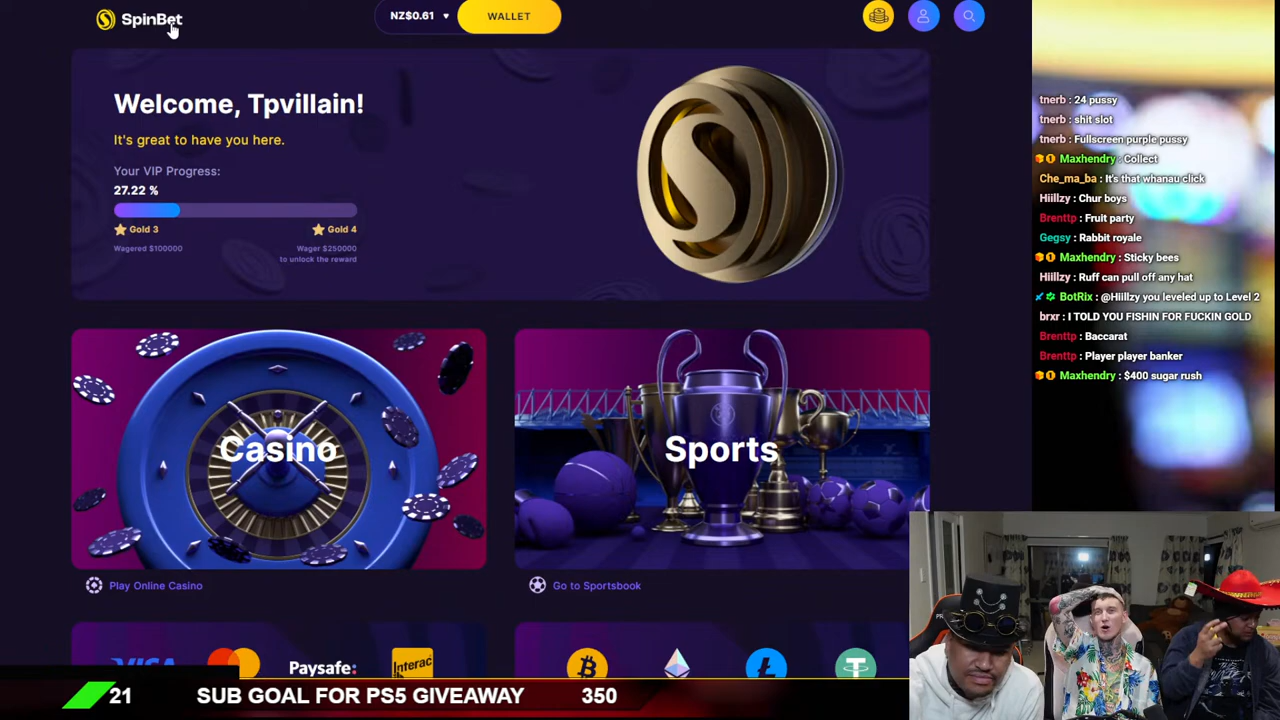 SpinBet
NZ$0.61
WALLET
Welcome, Tpvillain!
It's great to have you here.
Your VIP Progress:
27.22 %
Gold 3
Gold 4
Wagered $100000
Wager $250000
to unlock the reward
Casino
Sports
Play Online Casino
Go to Sportsbook
VISA
Paysafe:
Interac
21
SUB GOAL FOR PS5 GIVEAWAY
350
tnerb : 24 pussy
tnerb : shit slot
tnerb : Fullscreen purple pussy
Maxhendry : Collect
Che_ma_ba : It's that whanau click
Hiillzy : Chur boys
Brenttp : Fruit party
Gegsy : Rabbit royale
Maxhendry : Sticky bees
Hiillzy : Ruff can pull off any hat
BotRix : @Hiillzy you leveled up to Level 2
brxr : I TOLD YOU FISHIN FOR FUCKIN GOLD
Brenttp : Baccarat
Brenttp : Player player banker
Maxhendry : $400 sugar rush